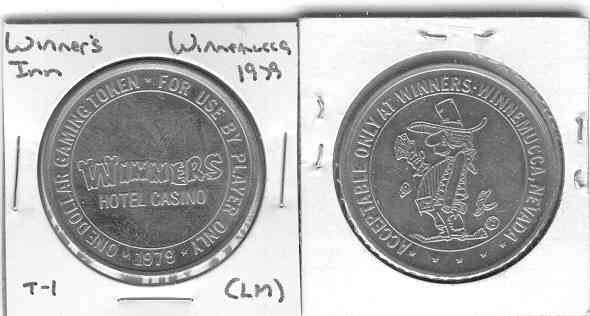 Winner's Winnemucca
Inn 1979
ONE DOLLAR GAMING TOKEN * FOR USE BY PLAYER ONLY *
WINNERS
HOTEL CASINO
1979
T-1 (LM)
ACCEPTABLE ONLY AT WINNERS · WINNEMUCCA, NEVADA